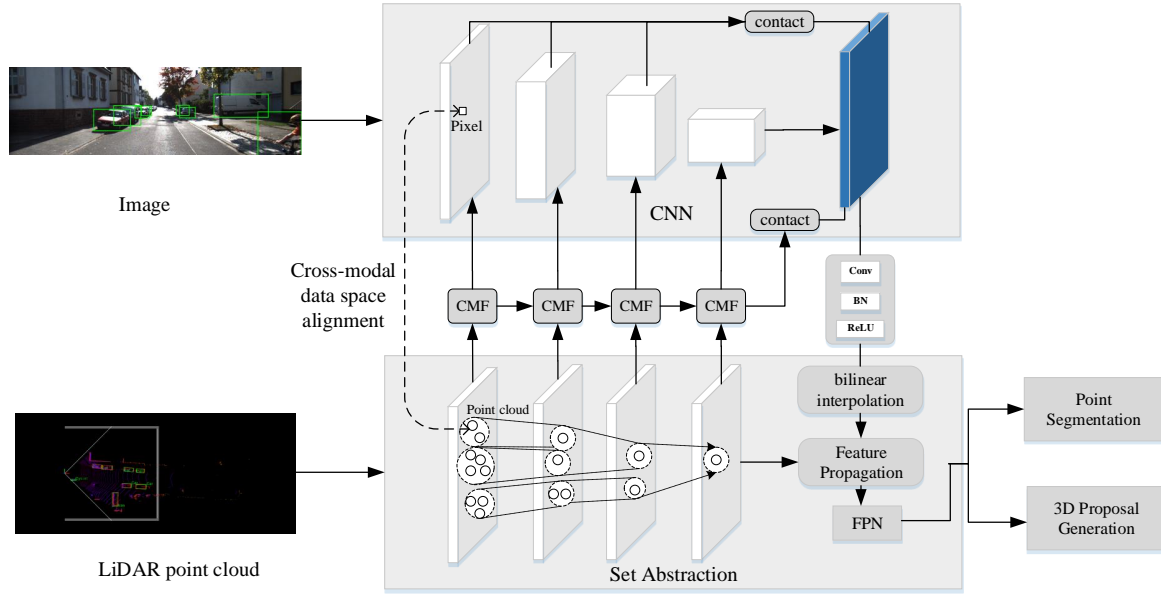 contact
Pixel
Image
CNN
contact
Cross-modal
data space
alignment
CMF
CMF
CMF
CMF
Conv
BN
ReLU
bilinear
interpolation
Point cloud
Point
Segmentation
Feature
Propagation
FPN
3D Proposal
Generation
LiDAR point cloud
Set Abstraction